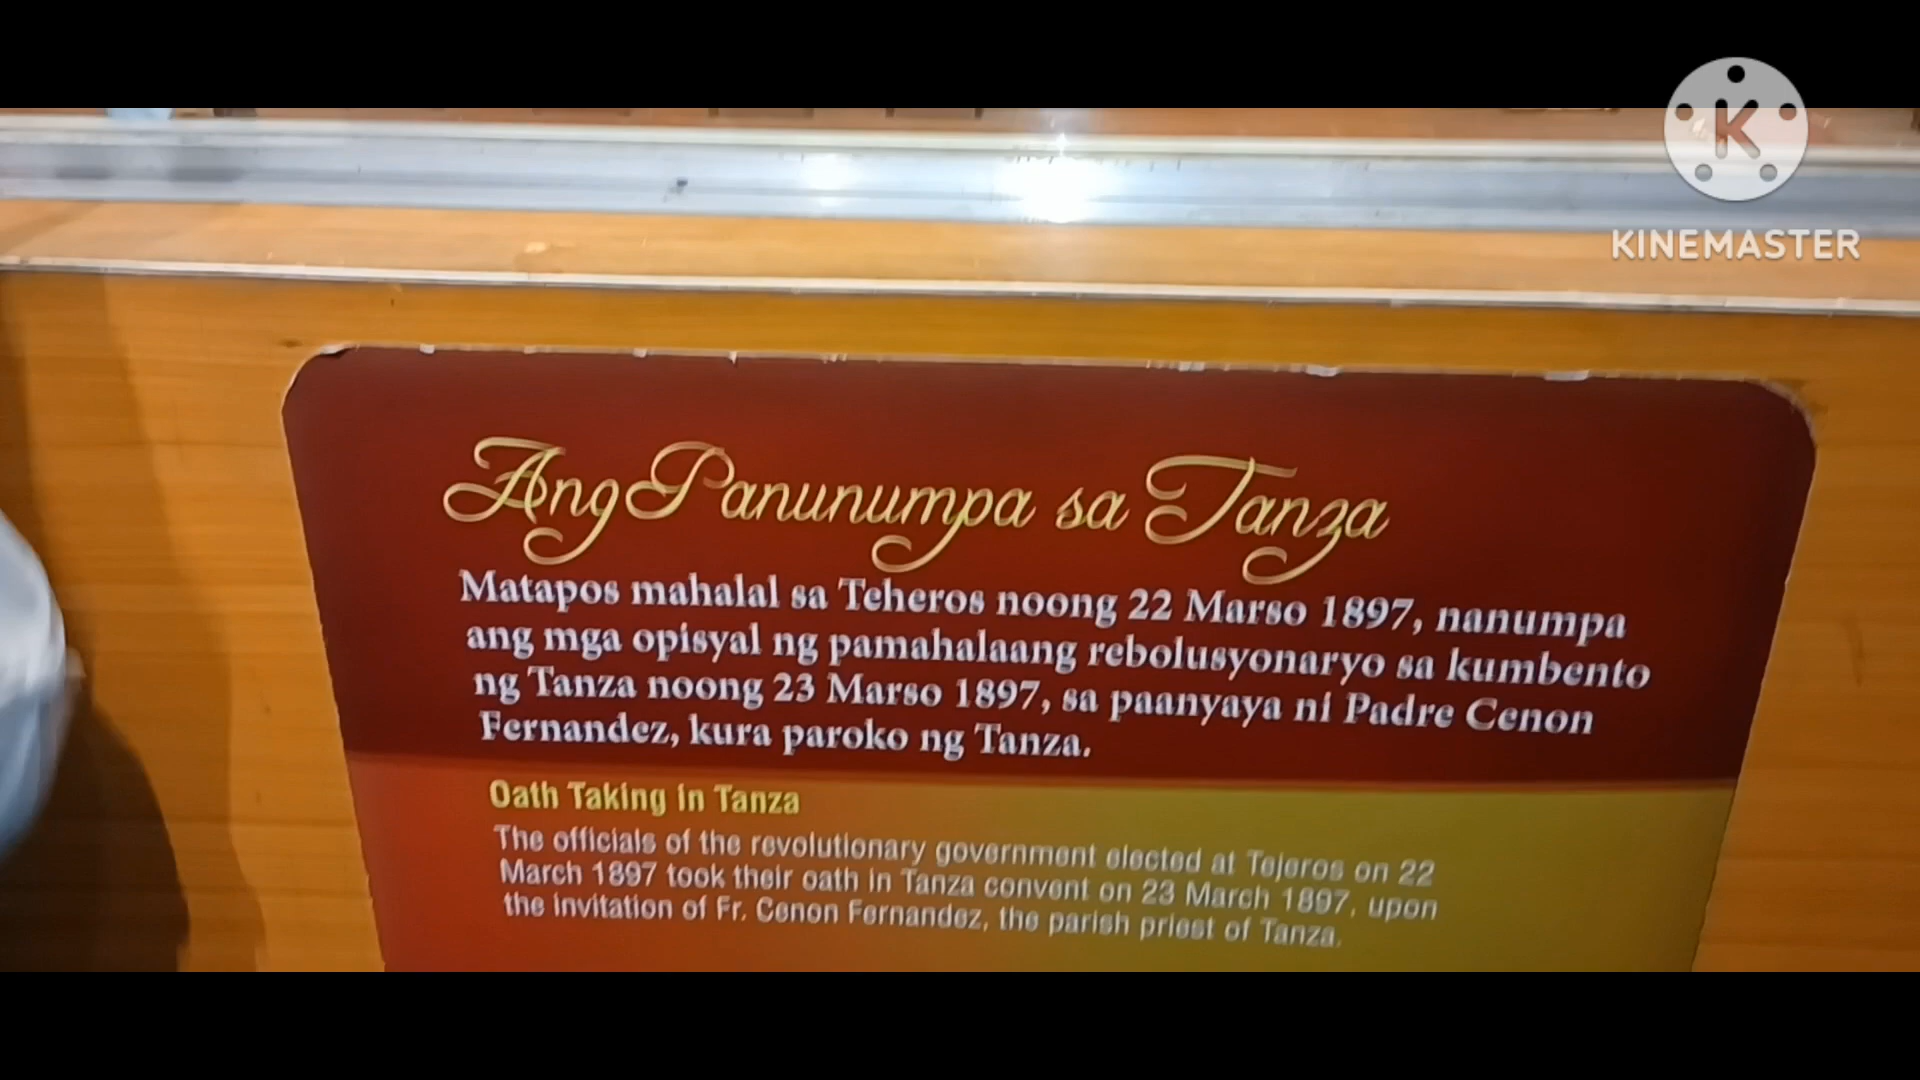 KINEMASTER
Ang Panunumpa sa Tanza
Matapos mahalal sa Teheros noong 22 Marso 1897, nanumpa
ang mga opisyal ng pamahalaang rebolusyonaryo sa kumbento
ng Tanza noong 23 Marso 1897, sa paanyaya ni Padre Cenon
Fernandez, kura paroko ng Tanza.
Oath Taking in Tanza
The officials of the revolutionary government elected at Tejeros on 22
March 1897 took their oath in Tanza convent on 23 March 1897, upon
the invitation of Fr. Cenon Fernandez, the parish priest of Tanza.